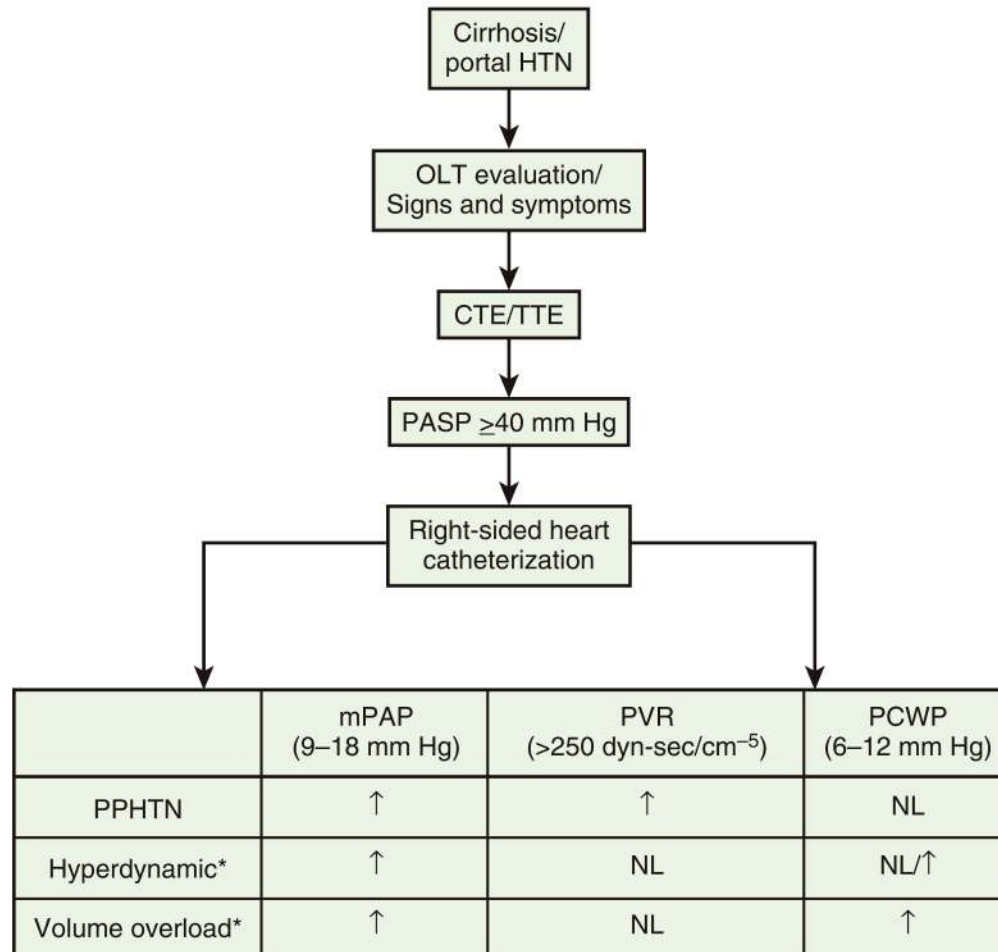 Cirrhosis/
portal HTN
OLT evaluation/
Signs and symptoms
CTE/TTE
PASP ≥40 mm Hg
Right-sided heart
catheterization
mPAP PVR PCWP
(9–18 mm Hg) (>250 dyn-sec/cm⁻⁵) (6–12 mm Hg)
PPHTN ↑ ↑ NL
Hyperdynamic* ↑ NL NL/↑
Volume overload* ↑ NL ↑